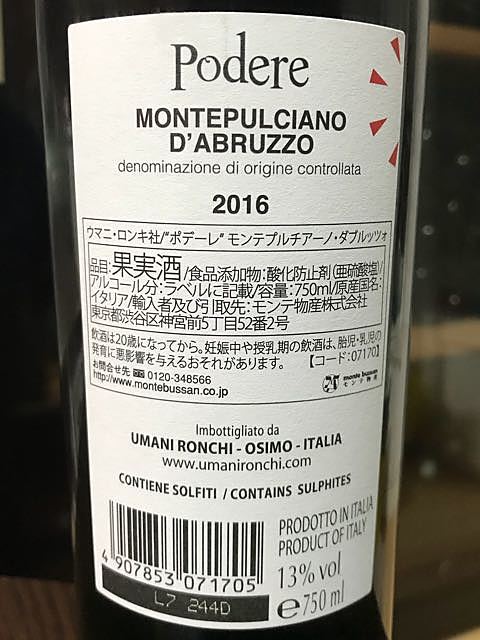 Podere
MONTEPULCIANO
D'ABRUZZO
denominazione di origine controllata
2016
ウマニ・ロンキ社/"ポデーレ" モンテプルチアーノ・ダブルッツォ
品目:果実酒/食品添加物:酸化防止剤(亜硫酸塩)/
アルコール分:ラベルに記載/容量:750ml/原産国名:
イタリア/輸入者及び引取先:モンテ物産株式会社
東京都渋谷区神宮前5丁目52番2号
飲酒は20歳になってから。妊娠中や授乳期の飲酒は、胎児・乳児の
発育に悪影響を与えるおそれがあります。 【コード:07170】
お問合せ先 ☎ 0120-348566
http://www.montebussan.co.jp
monte bussan
モンテ物産
Imbottigliato da
UMANI RONCHI - OSIMO - ITALIA
www.umanironchi.com
CONTIENE SOLFITI / CONTAINS SULPHITES
PRODOTTO IN ITALIA
PRODUCT OF ITALY
13% vol
e 750 ml
4 907853 071705
L7 244D